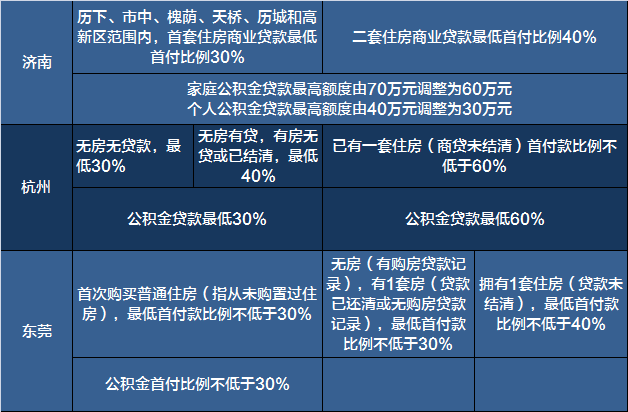 济南
历下、市中、槐荫、天桥、历城和高
新区范围内，首套住房商业贷款最低
首付比例30%
二套住房商业贷款最低首付比例40%
家庭公积金贷款最高额度由70万元调整为60万元
个人公积金贷款最高额度由40万元调整为30万元
杭州
无房无贷款，最
低30%
无房有贷，有房无
贷或已结清，最低
40%
已有一套住房（商贷未结清）首付款比例不
低于60%
公积金贷款最低30%
公积金贷款最低60%
东莞
首次购买普通住房（指从未购置过住
房），最低首付款比例不低于30%
无房（有购房贷款记
录），有1套房（贷款
已还清或无购房贷款
记录），最低首付款
比例不低于30%
拥有1套住房（贷款未
结清），最低首付款
比例不低于40%
公积金首付比例不低于30%